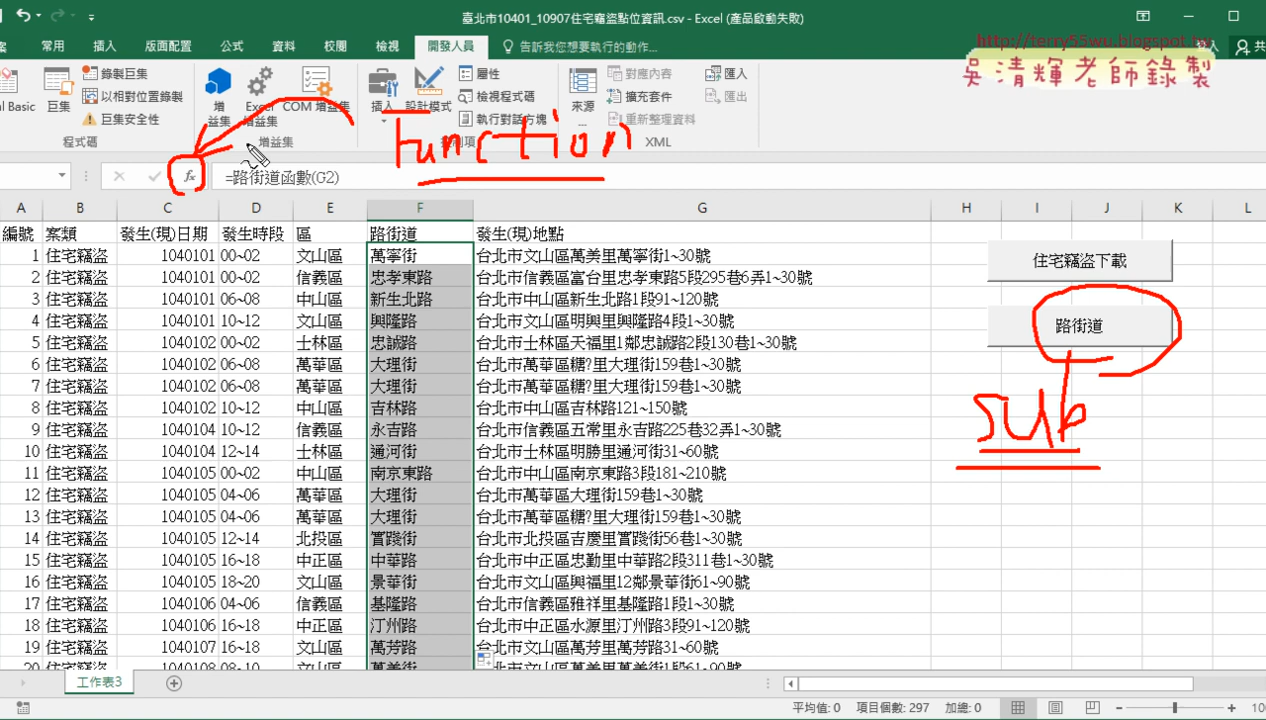 臺北市10401_10907住宅竊盜點位資訊.csv - Excel (產品啟動失敗)
常用 插入 版面配置 公式 資料 校閱 檢視 開發人員 告訴我您想要執行的動作...
http://terry55wu.blogspot.tw
吳清輝老師錄製
al Basic 巨集 錄製巨集 以相對位置錄製 巨集安全性 程式碼
增益集 Excel 增益集 COM 增益集 增益集
插入 設計模式 屬性 檢視程式碼 執行對話方塊
來源 對應內容 擴充套件 重新整理資料 匯入 匯出 XML
Function
fx =路街道函數(G2)
A B C D E F G H I J K L
編號 案類 發生(現)日期 發生時段 區 路街道 發生(現)地點
1 住宅竊盜 1040101 00~02 文山區 萬寧街 台北市文山區萬美里萬寧街1~30號
2 住宅竊盜 1040101 00~02 信義區 忠孝東路 台北市信義區富台里忠孝東路5段295巷6弄1~30號
3 住宅竊盜 1040101 06~08 中山區 新生北路 台北市中山區新生北路1段91~120號
4 住宅竊盜 1040101 10~12 文山區 興隆路 台北市文山區明興里興隆路4段1~30號
5 住宅竊盜 1040102 00~02 士林區 忠誠路 台北市士林區天福里1鄰忠誠路2段130巷1~30號
6 住宅竊盜 1040102 06~08 萬華區 大理街 台北市萬華區糖?里大理街159巷1~30號
7 住宅竊盜 1040102 06~08 萬華區 大理街 台北市萬華區糖?里大理街159巷1~30號
8 住宅竊盜 1040102 10~12 中山區 吉林路 台北市中山區吉林路121~150號
9 住宅竊盜 1040104 10~12 信義區 永吉路 台北市信義區五常里永吉路225巷32弄1~30號
10 住宅竊盜 1040104 12~14 士林區 通河街 台北市士林區明勝里通河街31~60號
11 住宅竊盜 1040105 00~02 中山區 南京東路 台北市中山區南京東路3段181~210號
12 住宅竊盜 1040105 04~06 萬華區 大理街 台北市萬華區大理街159巷1~30號
13 住宅竊盜 1040105 04~06 萬華區 大理街 台北市萬華區糖?里大理街159巷1~30號
14 住宅竊盜 1040105 12~14 北投區 實踐街 台北市北投區吉慶里實踐街56巷1~30號
15 住宅竊盜 1040105 16~18 中正區 中華路 台北市中正區忠勤里中華路2段311巷1~30號
16 住宅竊盜 1040105 18~20 文山區 景華街 台北市文山區興福里12鄰景華街61~90號
17 住宅竊盜 1040106 04~06 信義區 基隆路 台北市信義區雅祥里基隆路1段1~30號
18 住宅竊盜 1040106 16~18 中正區 汀州路 台北市中正區水源里汀州路3段91~120號
19 住宅竊盜 1040107 16~18 文山區 萬芳路 台北市文山區萬芳里萬芳路31~60號
20 住宅竊盜 1040108 08~10 文山區 萬美街 台北市文山區萬美里萬美街1段61~90號
住宅竊盜下載
路街道
sub
工作表3
平均值: 0 項目個數: 297 加總: 0